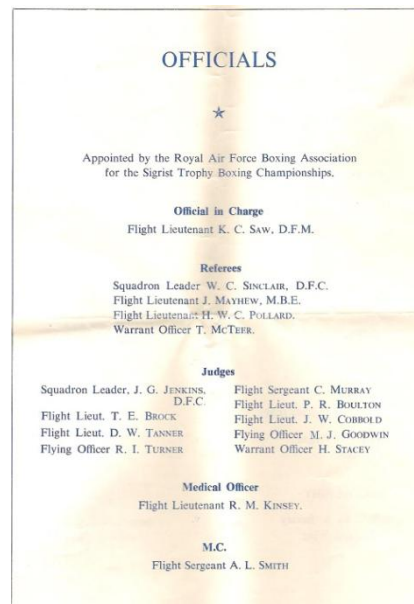 OFFICIALS
Appointed by the Royal Air Force Boxing Association
for the Sigrist Trophy Boxing Championships.
Official in Charge
Flight Lieutenant K. C. SAW, D.F.M.
Referees
Squadron Leader W. C. SINCLAIR, D.F.C.
Flight Lieutenant J. MAYHEW, M.B.E.
Flight Lieutenant H. W. C. POLLARD.
Warrant Officer T. MCTEER.
Judges
Squadron Leader, J. G. JENKINS,
D.F.C.
Flight Lieut. T. E. BROCK
Flight Lieut. D. W. TANNER
Flying Officer R. I. TURNER
Flight Sergeant C. MURRAY
Flight Lieut. P. R. BOULTON
Flight Lieut. J. W. COBBOLD
Flying Officer M. J. GOODWIN
Warrant Officer H. STACEY
Medical Officer
Flight Lieutenant R. M. KINSEY.
M.C.
Flight Sergeant A. L. SMITH